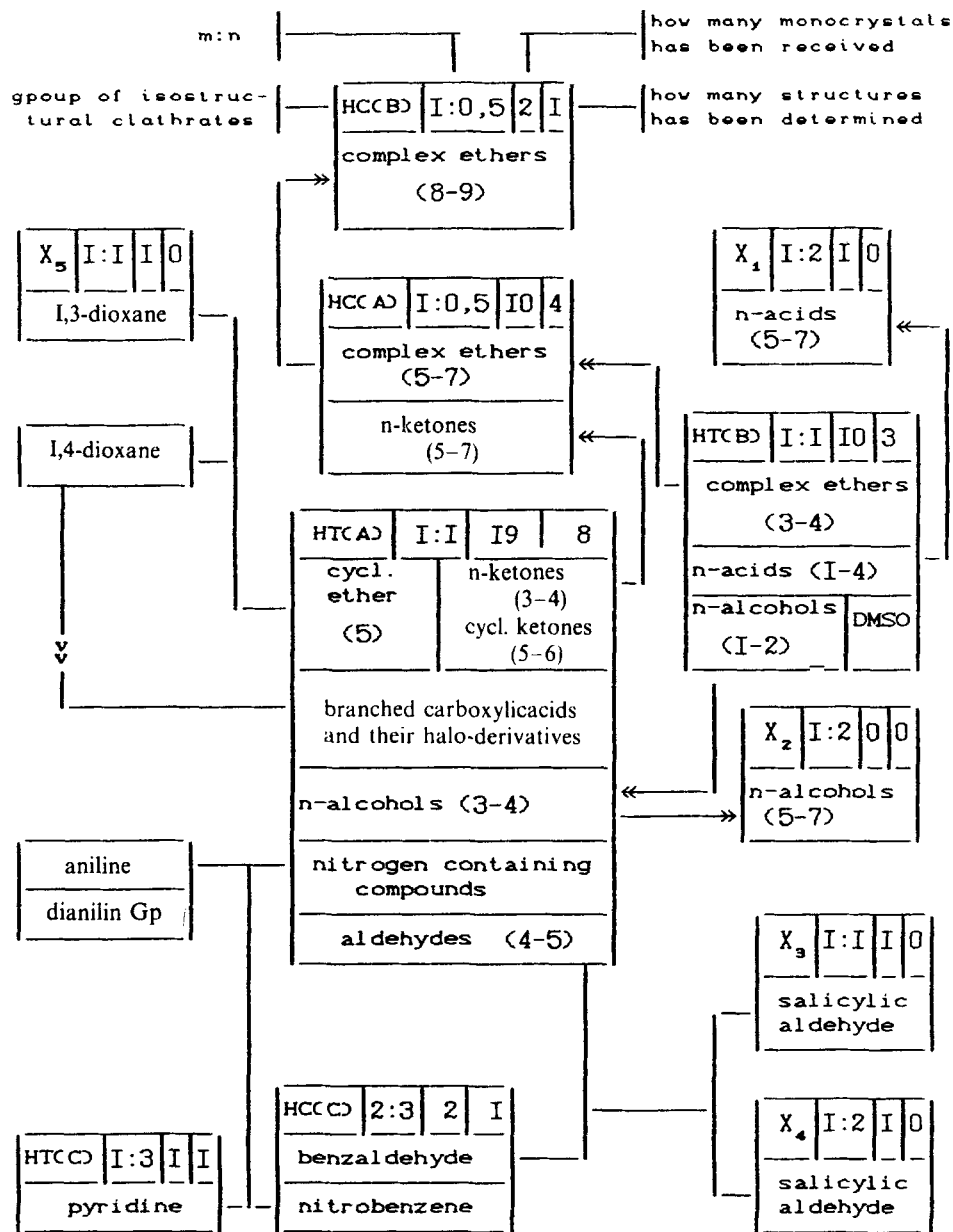 m:n
how many monocrystals
has been received
gpoup of isostruc-
tural clathrates
HC(B) I:0,5 2 I
how many structures
has been determined
complex ethers
(8-9)
X₅ I:I I 0
I,3-dioxane
HC(A) I:0,5 I0 4
complex ethers
(5-7)
n-ketones
(5-7)
X₁ I:2 I 0
n-acids
(5-7)
I,4-dioxane
HT(B) I:I I0 3
complex ethers
(3-4)
n-acids (I-4)
n-alcohols
(I-2)
DMSO
HT(A) I:I I9 8
cycl.
ether
(5)
n-ketones
(3-4)
cycl. ketones
(5-6)
branched carboxylicacids
and their halo-derivatives
n-alcohols (3-4)
nitrogen containing
compounds
aldehydes (4-5)
X₂ I:2 0 0
n-alcohols
(5-7)
aniline
dianilin Gp
X₃ I:I I 0
salicylic
aldehyde
HC(C) 2:3 2 I
benzaldehyde
nitrobenzene
X₄ I:2 I 0
salicylic
aldehyde
HT(C) I:3 I I
pyridine